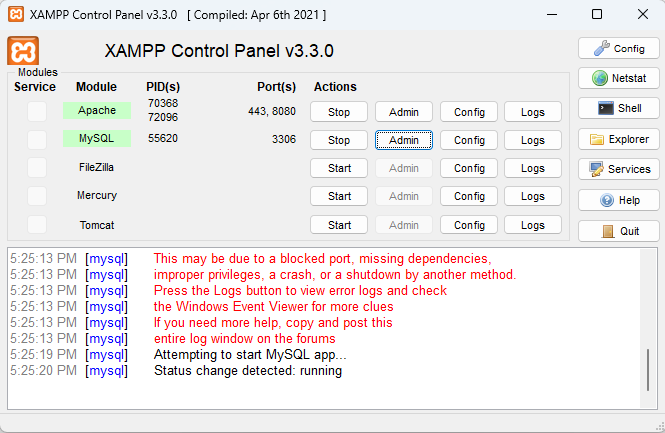 XAMPP Control Panel v3.3.0 [ Compiled: Apr 6th 2021 ]
XAMPP Control Panel v3.3.0
Config
Modules
Service Module PID(s) Port(s) Actions
Netstat
Apache 70368 72096 443, 8080 Stop Admin Config Logs
Shell
MySQL 55620 3306 Stop Admin Config Logs
Explorer
FileZilla Start Admin Config Logs
Services
Mercury Start Admin Config Logs
Help
Tomcat Start Admin Config Logs
Quit
5:25:13 PM [mysql] This may be due to a blocked port, missing dependencies,
5:25:13 PM [mysql] improper privileges, a crash, or a shutdown by another method.
5:25:13 PM [mysql] Press the Logs button to view error logs and check
5:25:13 PM [mysql] the Windows Event Viewer for more clues
5:25:13 PM [mysql] If you need more help, copy and post this
5:25:13 PM [mysql] entire log window on the forums
5:25:19 PM [mysql] Attempting to start MySQL app...
5:25:20 PM [mysql] Status change detected: running